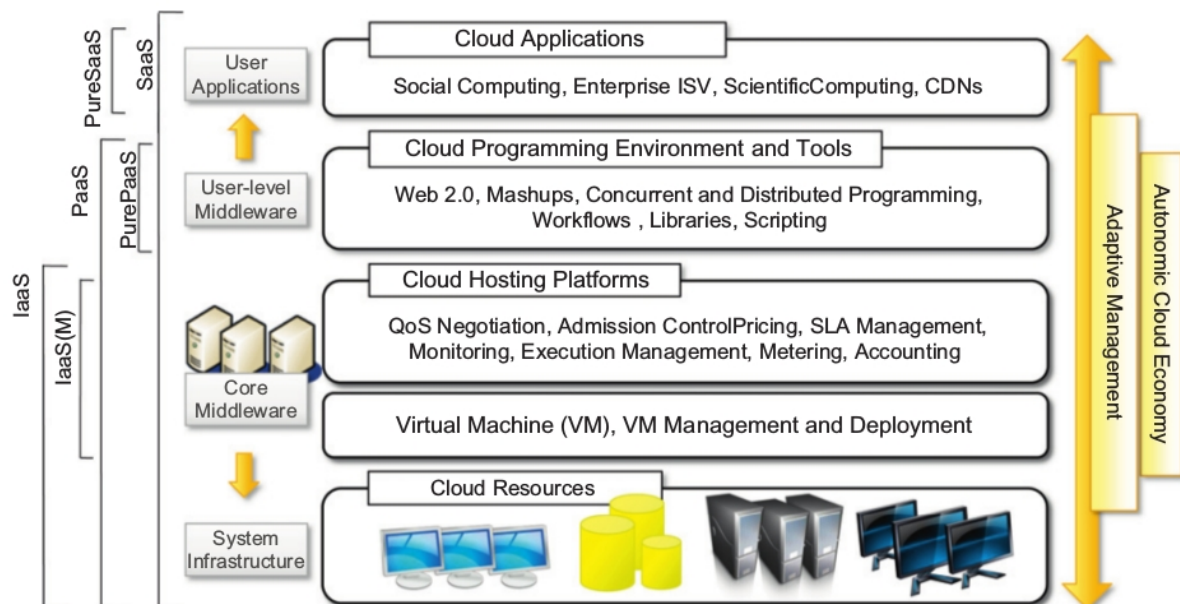 PureSaaS
SaaS
User
Applications
Cloud Applications
Social Computing, Enterprise ISV, ScientificComputing, CDNs
PaaS
PurePaaS
User-level
Middleware
Cloud Programming Environment and Tools
Web 2.0, Mashups, Concurrent and Distributed Programming,
Workflows , Libraries, Scripting
IaaS
IaaS(M)
Core
Middleware
Cloud Hosting Platforms
QoS Negotiation, Admission ControlPricing, SLA Management,
Monitoring, Execution Management, Metering, Accounting
Virtual Machine (VM), VM Management and Deployment
System
Infrastructure
Cloud Resources
Adaptive Management
Autonomic Cloud Economy